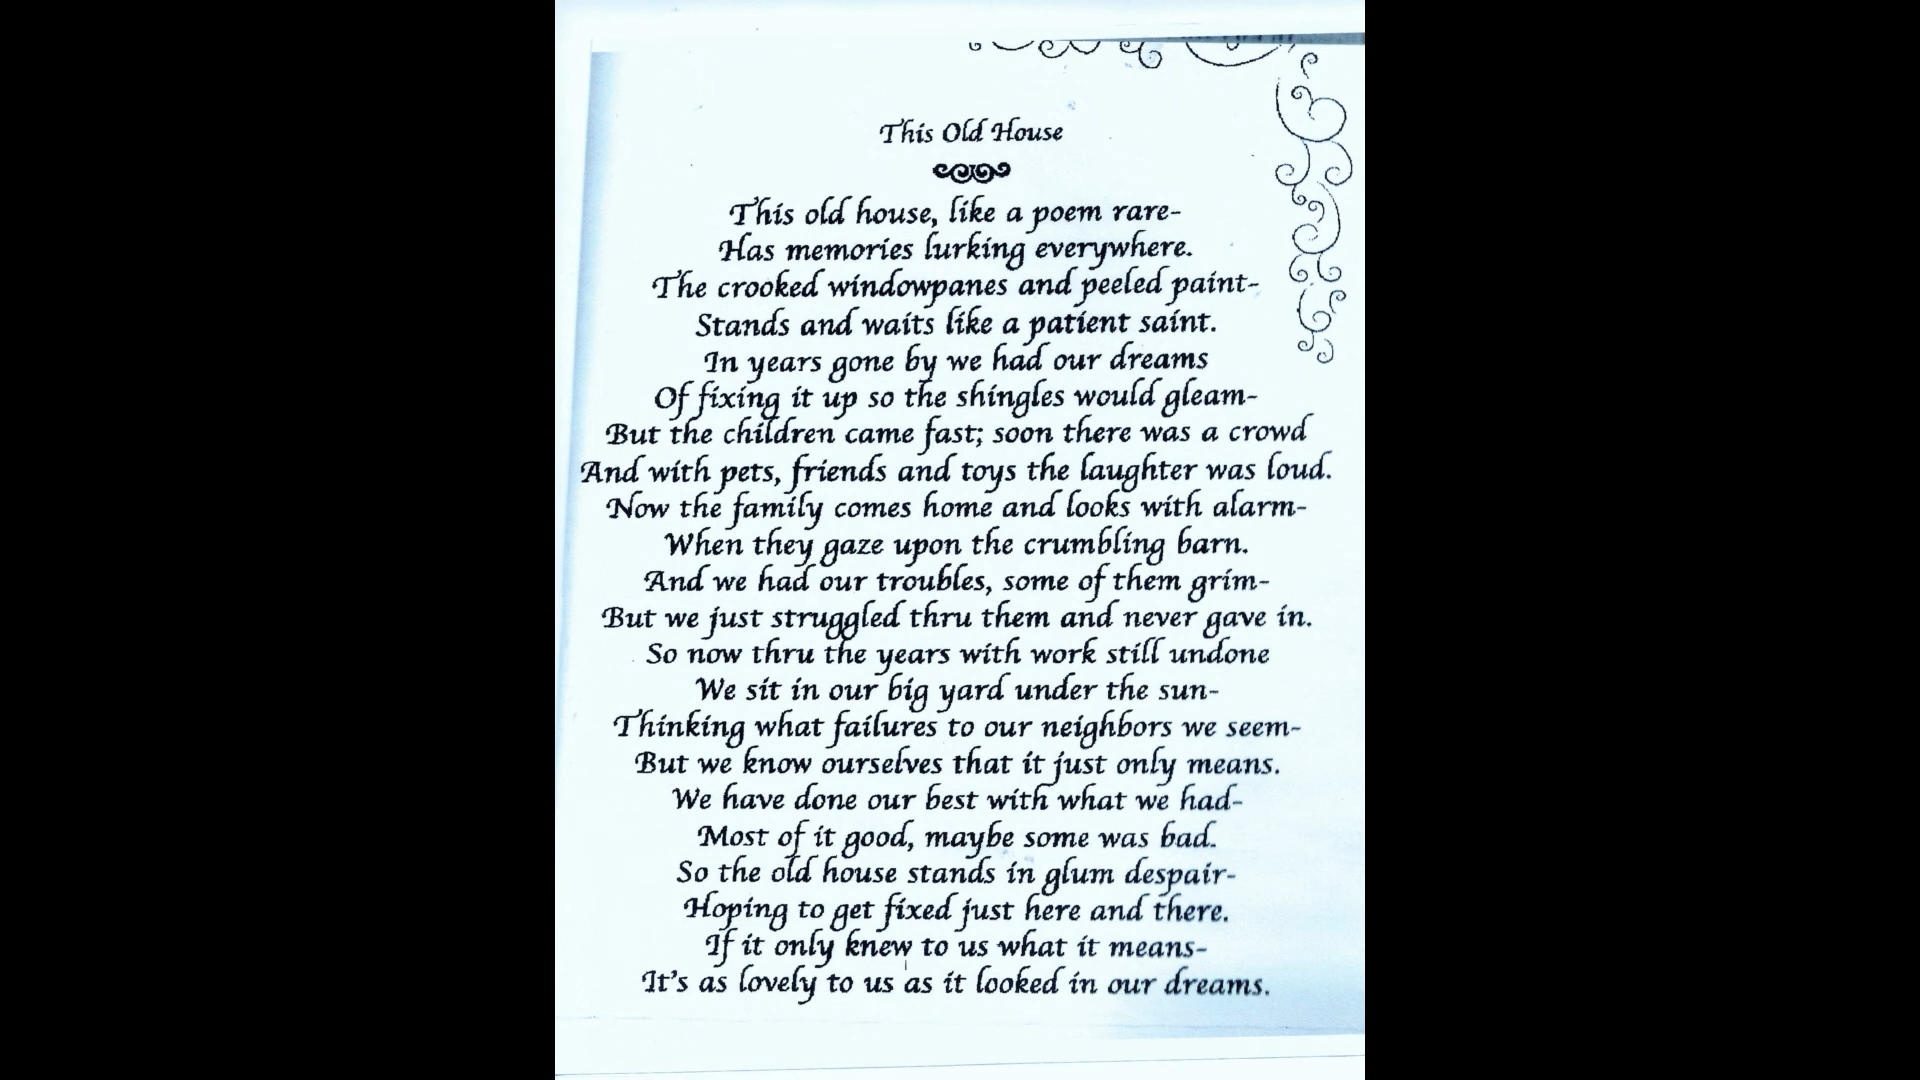 This Old House
This old house, like a poem rare-
Has memories lurking everywhere.
The crooked windowpanes and peeled paint-
Stands and waits like a patient saint.
In years gone by we had our dreams
Of fixing it up so the shingles would gleam-
But the children came fast; soon there was a crowd
And with pets, friends and toys the laughter was loud.
Now the family comes home and looks with alarm-
When they gaze upon the crumbling barn.
And we had our troubles, some of them grim-
But we just struggled thru them and never gave in.
So now thru the years with work still undone
We sit in our big yard under the sun-
Thinking what failures to our neighbors we seem-
But we know ourselves that it just only means.
We have done our best with what we had-
Most of it good, maybe some was bad.
So the old house stands in glum despair-
Hoping to get fixed just here and there.
If it only knew to us what it means-
It's as lovely to us as it looked in our dreams.